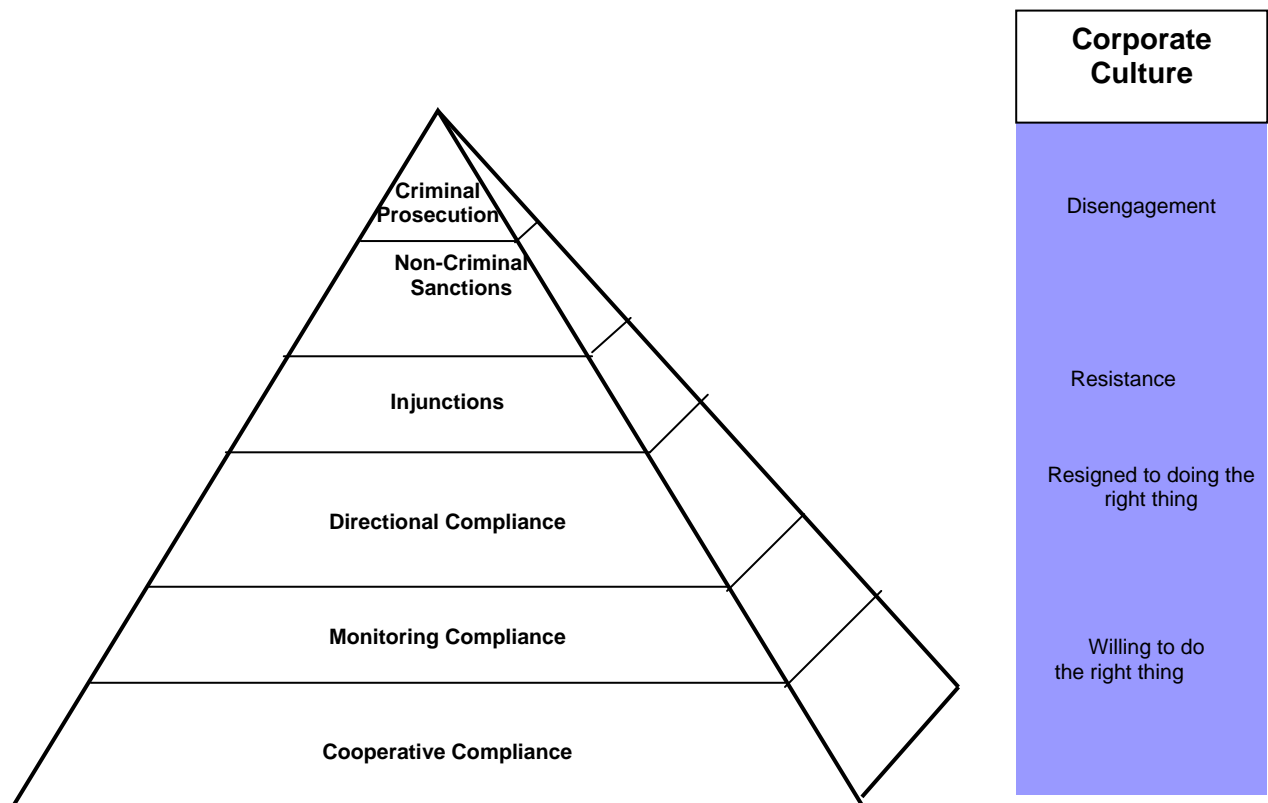 Corporate
Culture
Criminal
Prosecution
Non-Criminal
Sanctions
Injunctions
Directional Compliance
Monitoring Compliance
Cooperative Compliance
Disengagement
Resistance
Resigned to doing the
right thing
Willing to do
the right thing